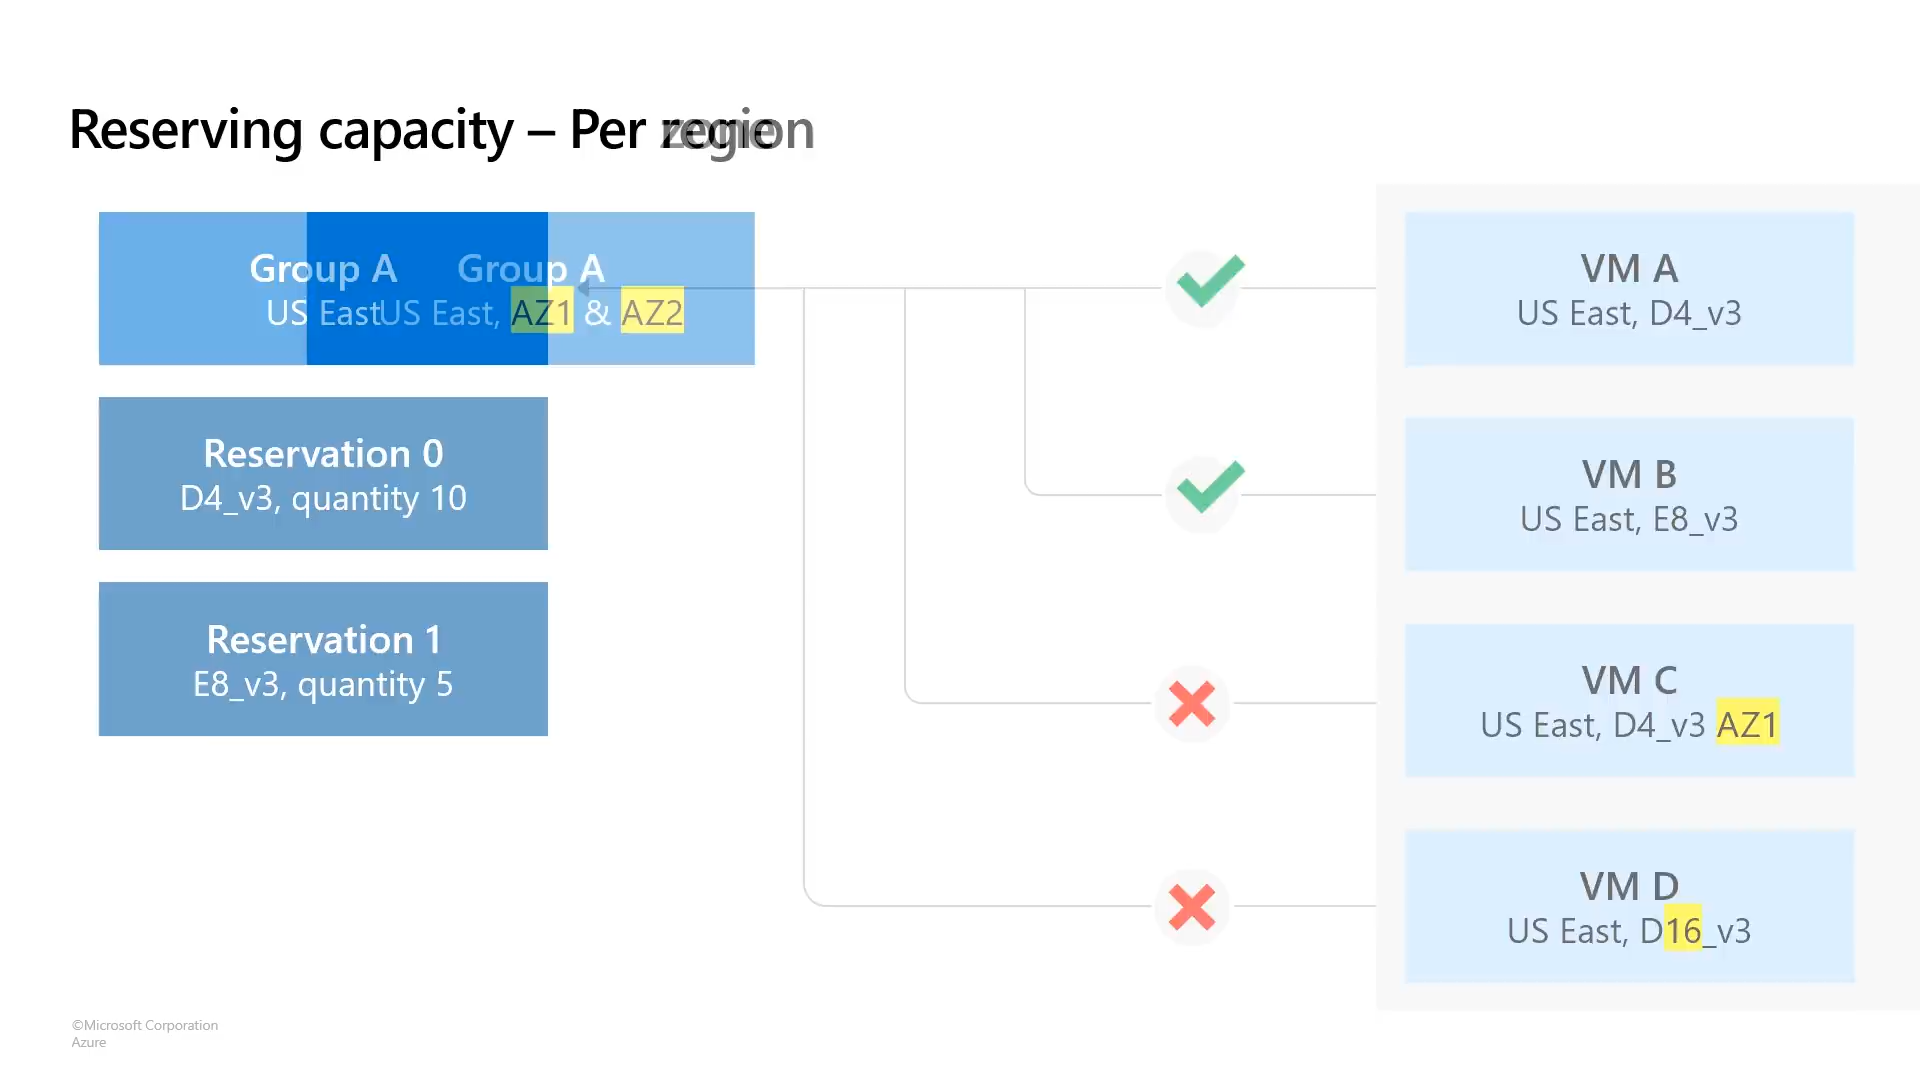 Reserving capacity – Per region
zone
Group A
US East
Group A
US East, AZ1 & AZ2
Reservation 0
D4_v3, quantity 10
Reservation 1
E8_v3, quantity 5
VM A
US East, D4_v3
VM B
US East, E8_v3
VM C
US East, D4_v3 AZ1
VM D
US East, D16_v3
©Microsoft Corporation
Azure